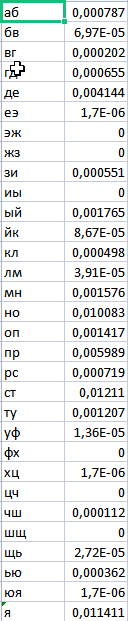 аб 0,000787
бв 6,97E-05
вг 0,000202
гд 0,000655
де 0,004144
еэ 1,7E-06
эж 0
жз 0
зи 0,000551
иы 0
ый 0,001765
йк 8,67E-05
кл 0,000498
лм 3,91E-05
мн 0,001576
но 0,010083
оп 0,001417
пр 0,005989
рс 0,000719
ст 0,01211
ту 0,001207
уф 1,36E-05
фх 0
хц 1,7E-06
цч 0
чш 0,000112
шщ 0
щь 2,72E-05
ью 0,000362
юя 1,7E-06
я 0,011411